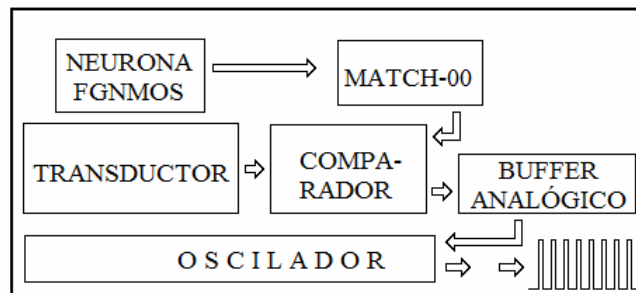 NEURONA
FGNMOS
MATCH-00
TRANSDUCTOR
COMPA-
RADOR
BUFFER
ANALÓGICO
O S C I L A D O R